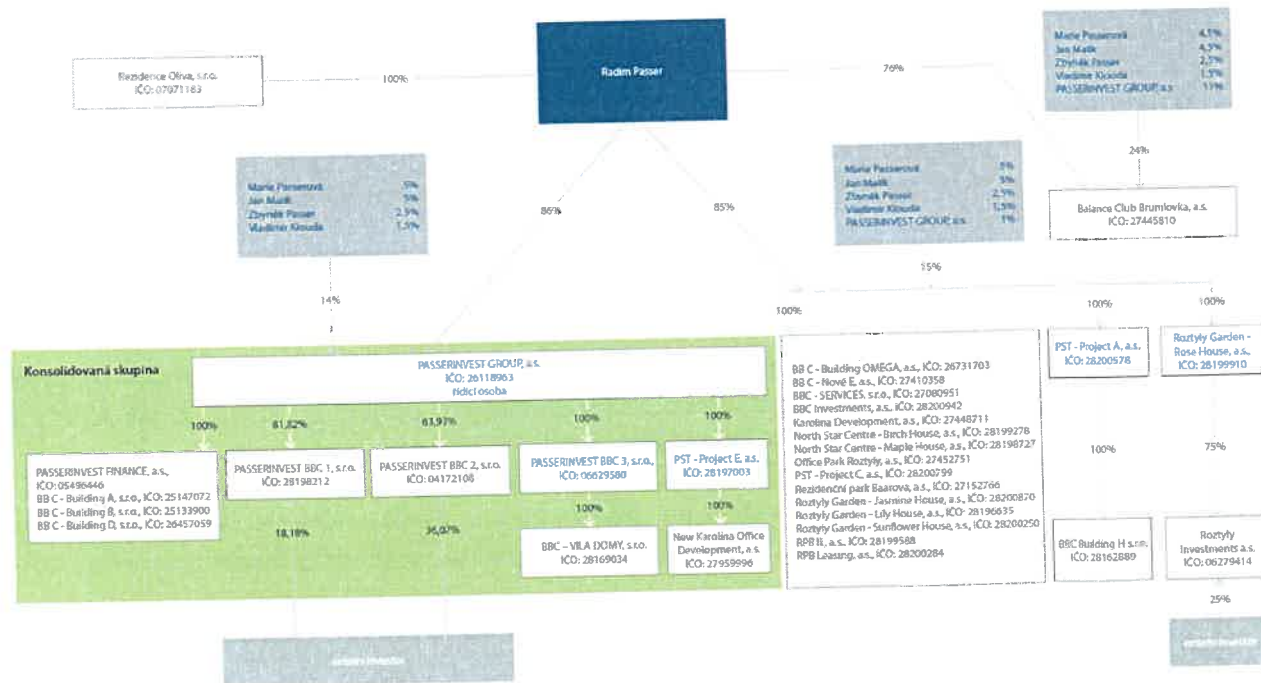 Radim Passer
Rezidence Oliva, s.r.o.
IČO: 07071183
100%
76%
Marie Passerová 4,5%
Jan Malík 4,5%
Zbyněk Passer 2,5%
Vladimír Klouda 1,5%
PASSERINVEST GROUP, a.s. 11%
24%
Balance Club Brumlovka, a.s.
IČO: 27445810
Marie Passerová 5%
Jan Malík 5%
Zbyněk Passer 2,5%
Vladimír Klouda 1,5%
14%
86%
85%
Marie Passerová 5%
Jan Malík 5%
Zbyněk Passer 2,5%
Vladimír Klouda 1,5%
PASSERINVEST GROUP, a.s. 1%
15%
100%
100%
100%
Konsolidovaná skupina
PASSERINVEST GROUP, a.s.
IČO: 26118963
řídící osoba
100%
81,82%
63,93%
100%
100%
PASSERINVEST FINANCE, a.s.,
IČO: 05496446
BB C - Building A, s.r.o., IČO: 25147072
BB C - Building B, s.r.o., IČO: 25133900
BB C - Building D, s.r.o., IČO: 26457059
PASSERINVEST BBC 1, s.r.o.
IČO: 28198212
PASSERINVEST BBC 2, s.r.o.
IČO: 04172108
PASSERINVEST BBC 3, s.r.o.,
IČO: 06629580
PST - Project E, a.s.
IČO: 28197003
18,18%
36,07%
100%
100%
BBC – VILA DOMY, s.r.o.
IČO: 28169034
New Karolina Office
Development, a.s.
IČO: 27959996
externí investor
BB C - Building OMEGA, a.s., IČO: 26731703
BB C - Nové E, a.s., IČO: 27410358
BBC - SERVICES, s.r.o., IČO: 27080951
BBC Investments, a.s., IČO: 28200942
Karolina Development, a.s., IČO: 27448711
North Star Centre - Birch House, a.s., IČO: 28199278
North Star Centre - Maple House, a.s., IČO: 28198727
Office Park Roztyly, a.s., IČO: 27452751
PST - Project C, a.s., IČO: 28200799
Rezidenční park Baarova, a.s., IČO: 27152766
Roztyly Garden - Jasmine House, a.s., IČO: 28200870
Roztyly Garden - Lily House, a.s., IČO: 28196635
Roztyly Garden - Sunflower House, a.s., IČO: 28200250
RPB II, a.s., IČO: 28199588
RPB Leasing, a.s., IČO: 28200284
PST - Project A, a.s.,
IČO: 28200578
Roztyly Garden -
Rose House, a.s.,
IČO: 28199910
100%
75%
BBC Building H s.r.o.
IČO: 28162889
Roztyly
Investments a.s.
IČO: 06279414
25%
externí investor